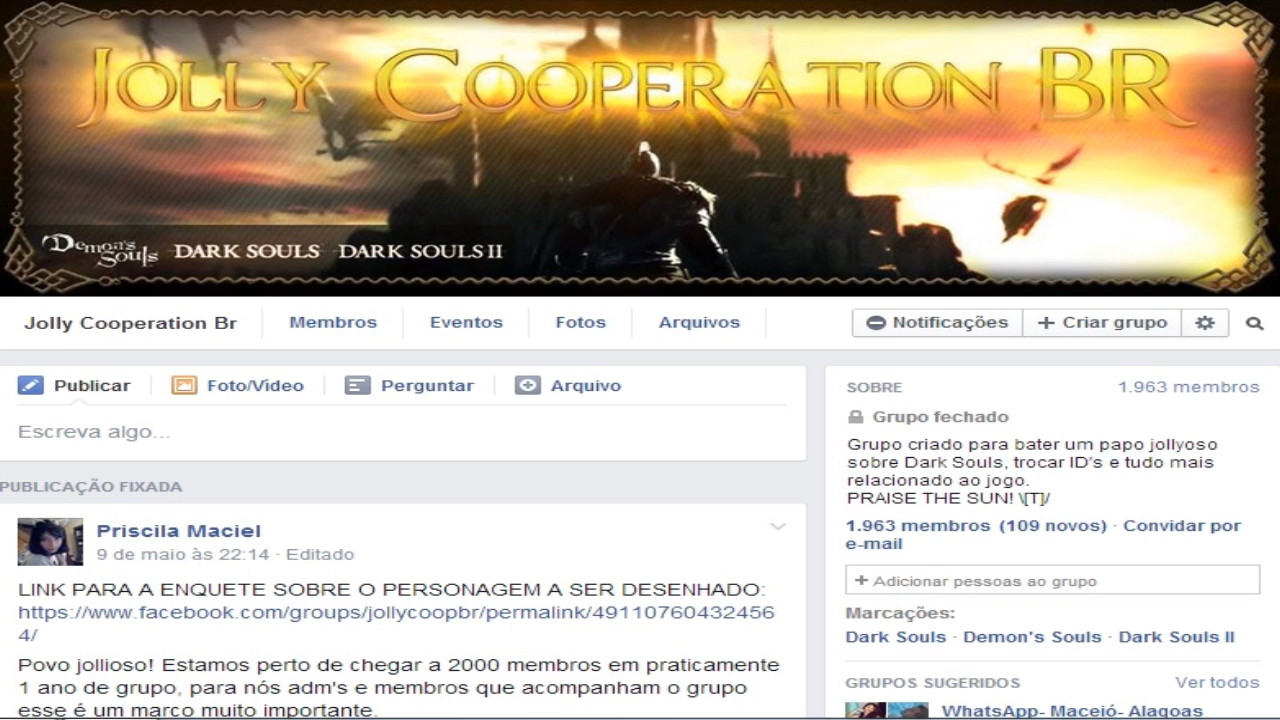 JOLLY COOPERATION BR
Demon's Souls DARK SOULS DARK SOULS II
Jolly Cooperation Br Membros Eventos Fotos Arquivos Notificações + Criar grupo
Publicar Foto/Vídeo Perguntar Arquivo
Escreva algo...
PUBLICAÇÃO FIXADA
Priscila Maciel
9 de maio às 22:14 · Editado
LINK PARA A ENQUETE SOBRE O PERSONAGEM A SER DESENHADO:
https://www.facebook.com/groups/jollycoopbr/permalink/49110760432456
4/
Povo jollioso! Estamos perto de chegar a 2000 membros em praticamente
1 ano de grupo, para nós adm's e membros que acompanham o grupo
esse é um marco muito importante.
SOBRE 1.963 membros
Grupo fechado
Grupo criado para bater um papo jollyoso
sobre Dark Souls, trocar ID's e tudo mais
relacionado ao jogo.
PRAISE THE SUN! \[T]/
1.963 membros (109 novos) · Convidar por
e-mail
+ Adicionar pessoas ao grupo
Marcações:
Dark Souls · Demon's Souls · Dark Souls II
GRUPOS SUGERIDOS Ver todos
WhatsApp- Maceió- Alagoas